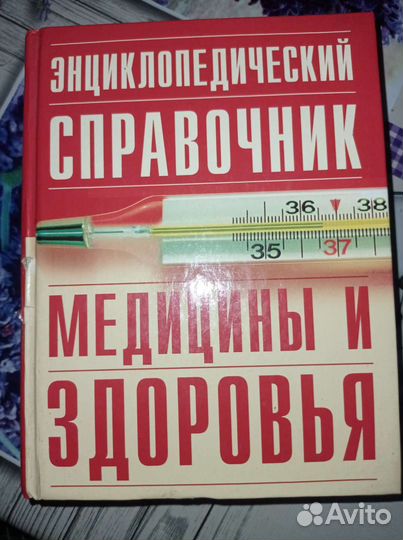 ЭНЦИКЛОПЕДИЧЕСКИЙ
СПРАВОЧНИК
36 38
35 37
МЕДИЦИНЫ И
ЗДОРОВЬЯ
Avito